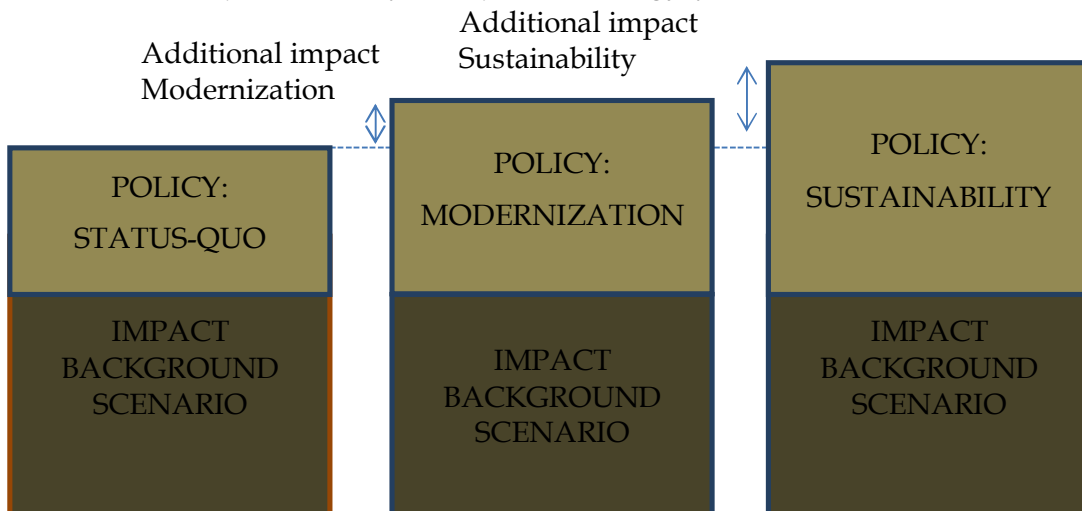 Additional impact
Modernization
Additional impact
Sustainability
POLICY:
STATUS-QUO
POLICY:
MODERNIZATION
POLICY:
SUSTAINABILITY
IMPACT
BACKGROUND
SCENARIO
IMPACT
BACKGROUND
SCENARIO
IMPACT
BACKGROUND
SCENARIO